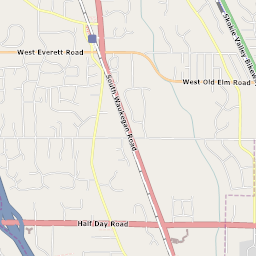 Skokie Valley Bikeway
West Everett Road
West Old Elm Road
South Waukegan Road
Half Day Road